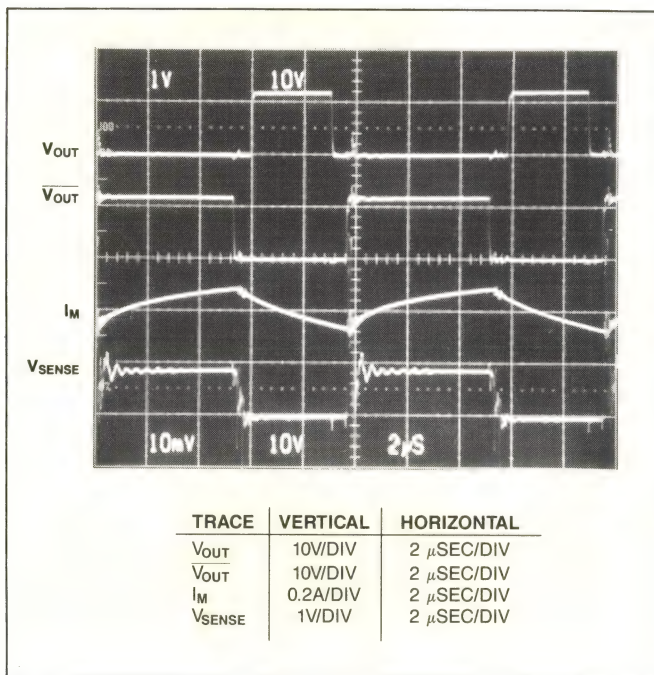 1V 10V
100
VOUT
VOUT
IM
VSENSE
10mV 10V 2μS
TRACE VERTICAL HORIZONTAL
VOUT 10V/DIV 2 μSEC/DIV
VOUT 10V/DIV 2 μSEC/DIV
IM 0.2A/DIV 2 μSEC/DIV
VSENSE 1V/DIV 2 μSEC/DIV